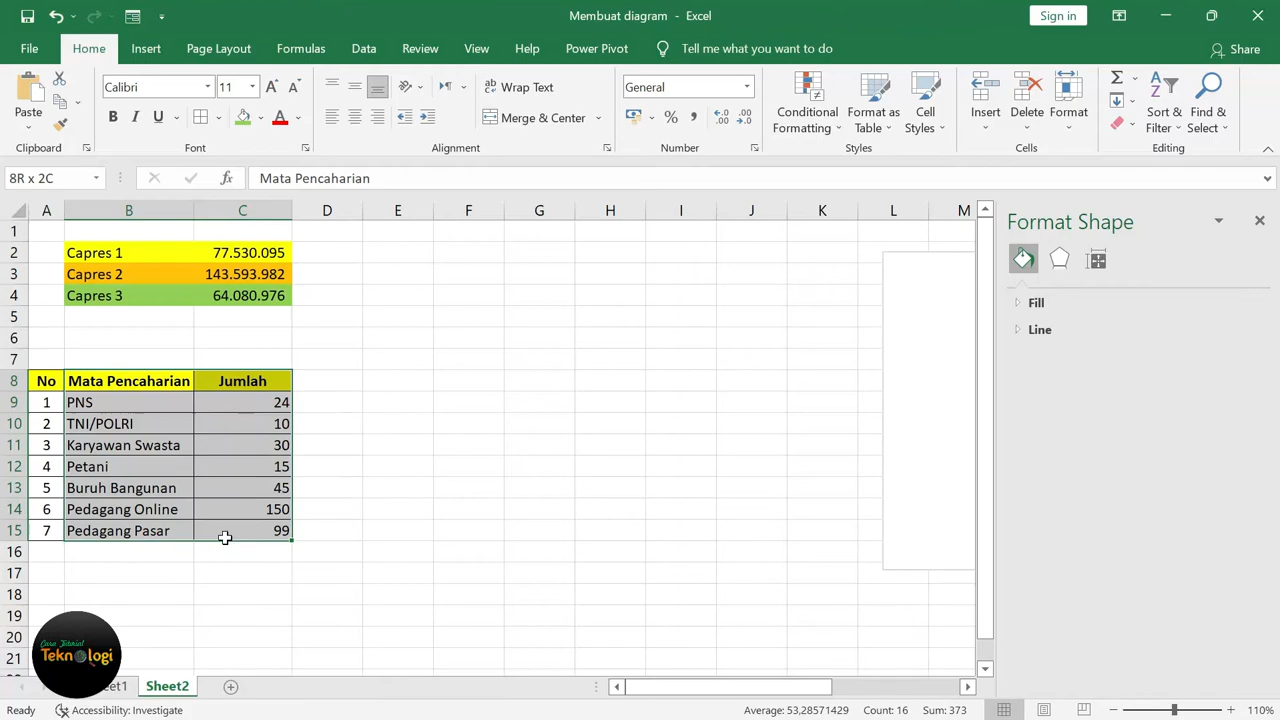 Membuat diagram - Excel
Sign in
File Home Insert Page Layout Formulas Data Review View Help Power Pivot Tell me what you want to do Share
Paste
Calibri 11
B I U A
Wrap Text
Merge & Center
General
% ,
Conditional Formatting
Format as Table
Cell Styles
Insert
Delete
Format
Sort & Filter
Find & Select
Clipboard Font Alignment Number Styles Cells Editing
8R x 2C fx Mata Pencaharian
A B C D E F G H I J K L M
1
2 Capres 1 77.530.095
3 Capres 2 143.593.982
4 Capres 3 64.080.976
5
6
7
8 No Mata Pencaharian Jumlah
9 1 PNS 24
10 2 TNI/POLRI 10
11 3 Karyawan Swasta 30
12 4 Petani 15
13 5 Buruh Bangunan 45
14 6 Pedagang Online 150
15 7 Pedagang Pasar 99
16
17
18
19
20
21
Format Shape
Fill
Line
Cara Tutorial
Teknologi
eet1 Sheet2
Ready Accessibility: Investigate Average: 53,28571429 Count: 16 Sum: 373 110%